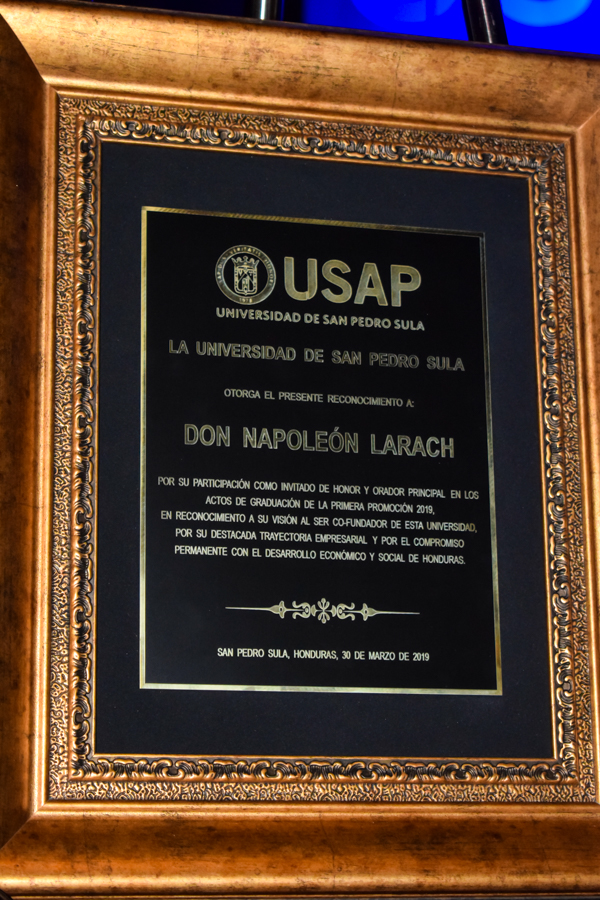 USAP
UNIVERSIDAD DE SAN PEDRO SULA
LA UNIVERSIDAD DE SAN PEDRO SULA
OTORGA EL PRESENTE RECONOCIMIENTO A:
DON NAPOLEÓN LARACH
POR SU PARTICIPACIÓN COMO INVITADO DE HONOR Y ORADOR PRINCIPAL EN LOS
ACTOS DE GRADUACIÓN DE LA PRIMERA PROMOCIÓN 2019,
EN RECONOCIMIENTO A SU VISIÓN AL SER CO-FUNDADOR DE ESTA UNIVERSIDAD,
POR SU DESTACADA TRAYECTORIA EMPRESARIAL Y POR EL COMPROMISO
PERMANENTE CON EL DESARROLLO ECONÓMICO Y SOCIAL DE HONDURAS.
SAN PEDRO SULA, HONDURAS, 30 DE MARZO DE 2019